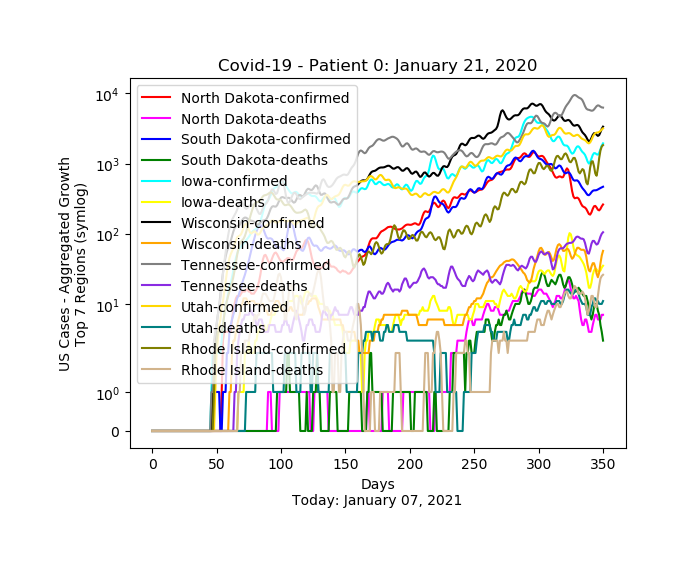 Covid-19 - Patient 0: January 21, 2020
US Cases - Aggregated Growth
Top 7 Regions (symlog)
10⁴
10³
10²
10¹
10⁰
0
North Dakota-confirmed
North Dakota-deaths
South Dakota-confirmed
South Dakota-deaths
Iowa-confirmed
Iowa-deaths
Wisconsin-confirmed
Wisconsin-deaths
Tennessee-confirmed
Tennessee-deaths
Utah-confirmed
Utah-deaths
Rhode Island-confirmed
Rhode Island-deaths
0 50 100 150 200 250 300 350
Days
Today: January 07, 2021